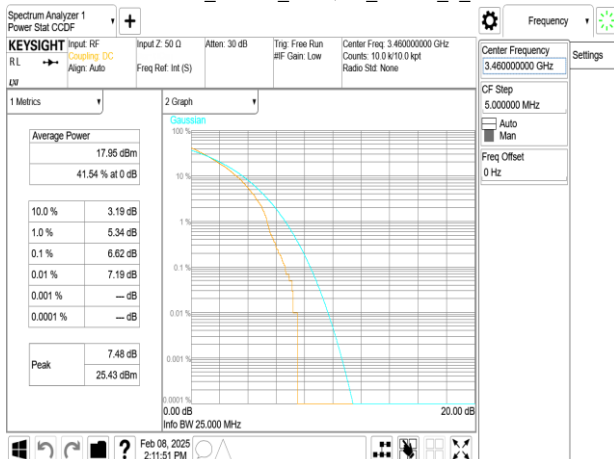 Spectrum Analyzer 1
Power Stat CCDF
Frequency
KEYSIGHT
RL
Input: RF
Coupling: DC
Align: Auto
Input Z: 50 Ω
Freq Ref: Int (S)
Atten: 30 dB
Trig: Free Run
#IF Gain: Low
Center Freq: 3.460000000 GHz
Counts: 10.0 k/10.0 kpt
Radio Std: None
Center Frequency
3.460000000 GHz
Settings
CF Step
5.000000 MHz
Auto
Man
Freq Offset
0 Hz
1 Metrics
Average Power
17.95 dBm
41.54 % at 0 dB
10.0 % 3.19 dB
1.0 % 5.34 dB
0.1 % 6.62 dB
0.01 % 7.19 dB
0.001 % --- dB
0.0001 % --- dB
Peak
7.48 dB
25.43 dBm
2 Graph
Gaussian
100 %
10 %
1 %
0.1 %
0.01 %
0.001 %
0.0001 %
0.00 dB 20.00 dB
Info BW 25.000 MHz
Feb 08, 2025
2:11:51 PM